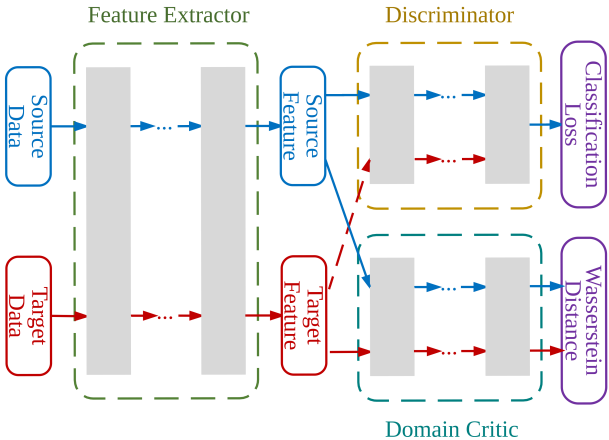 Feature Extractor
Discriminator
Source
Data
...
Source
Feature
...
...
Classification
Loss
Target
Data
...
Target
Feature
...
...
Wasserstein
Distance
Domain Critic